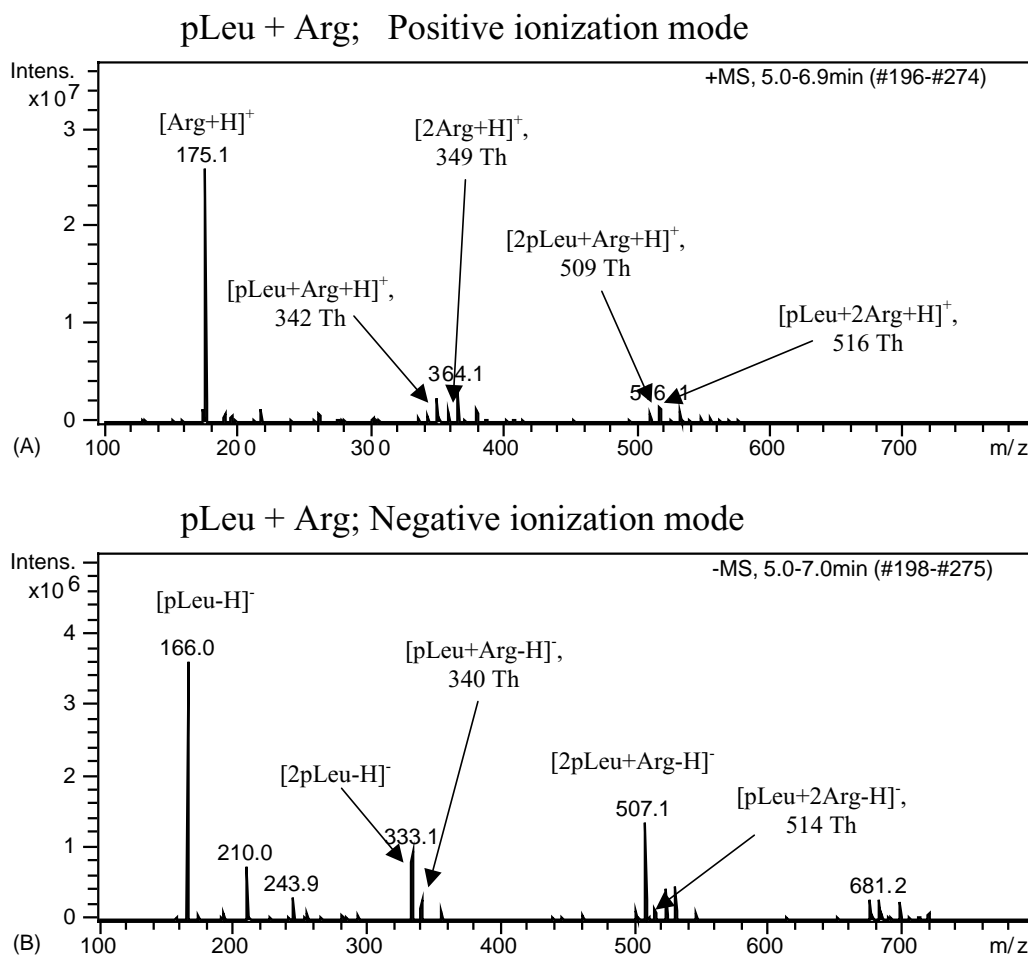 pLeu + Arg; Positive ionization mode
Intens.
x10^7
+MS, 5.0-6.9min (#196-#274)
[Arg+H]+
175.1
[2Arg+H]+,
349 Th
[2pLeu+Arg+H]+,
509 Th
[pLeu+Arg+H]+,
342 Th
[pLeu+2Arg+H]+,
516 Th
364.1
3
2
1
0
(A)
100 200 300 400 500 600 700 m/z
pLeu + Arg; Negative ionization mode
Intens.
x10^6
-MS, 5.0-7.0min (#198-#275)
[pLeu-H]-
166.0
[pLeu+Arg-H]-,
340 Th
[2pLeu-H]-
[2pLeu+Arg-H]-
507.1
[pLeu+2Arg-H]-,
514 Th
333.1
210.0
243.9
681.2
4
3
2
1
0
(B)
100 200 300 400 500 600 700 m/z